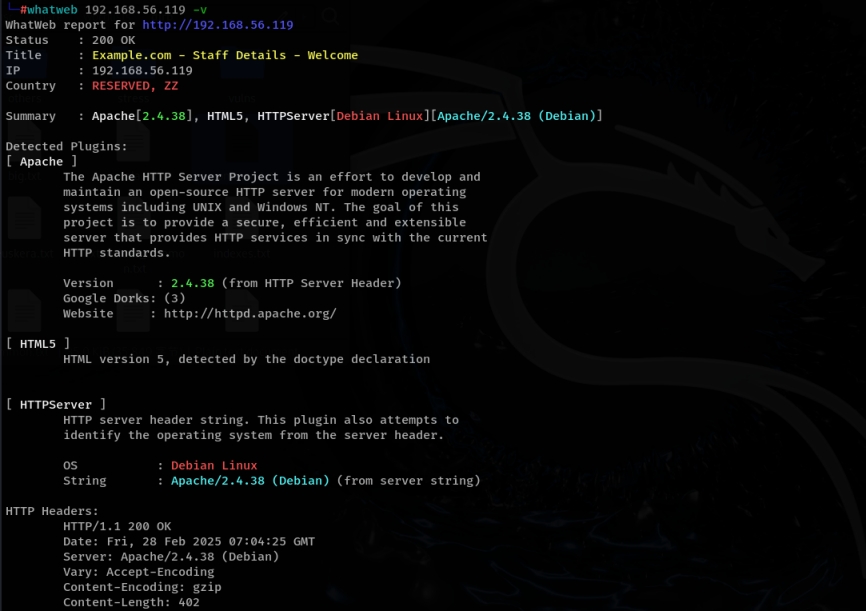 #whatweb 192.168.56.119 -v
WhatWeb report for http://192.168.56.119
Status    : 200 OK
Title     : Example.com - Staff Details - Welcome
IP        : 192.168.56.119
Country   : RESERVED, ZZ
Summary   : Apache[2.4.38], HTML5, HTTPServer[Debian Linux][Apache/2.4.38 (Debian)]
Detected Plugins:
[ Apache ]
The Apache HTTP Server Project is an effort to develop and
maintain an open-source HTTP server for modern operating
systems including UNIX and Windows NT. The goal of this
project is to provide a secure, efficient and extensible
server that provides HTTP services in sync with the current
HTTP standards.
Version      : 2.4.38 (from HTTP Server Header)
Google Dorks: (3)
Website     : http://httpd.apache.org/
[ HTML5 ]
HTML version 5, detected by the doctype declaration
[ HTTPServer ]
HTTP server header string. This plugin also attempts to
identify the operating system from the server header.
OS           : Debian Linux
String       : Apache/2.4.38 (Debian) (from server string)
HTTP Headers:
HTTP/1.1 200 OK
Date: Fri, 28 Feb 2025 07:04:25 GMT
Server: Apache/2.4.38 (Debian)
Vary: Accept-Encoding
Content-Encoding: gzip
Content-Length: 402